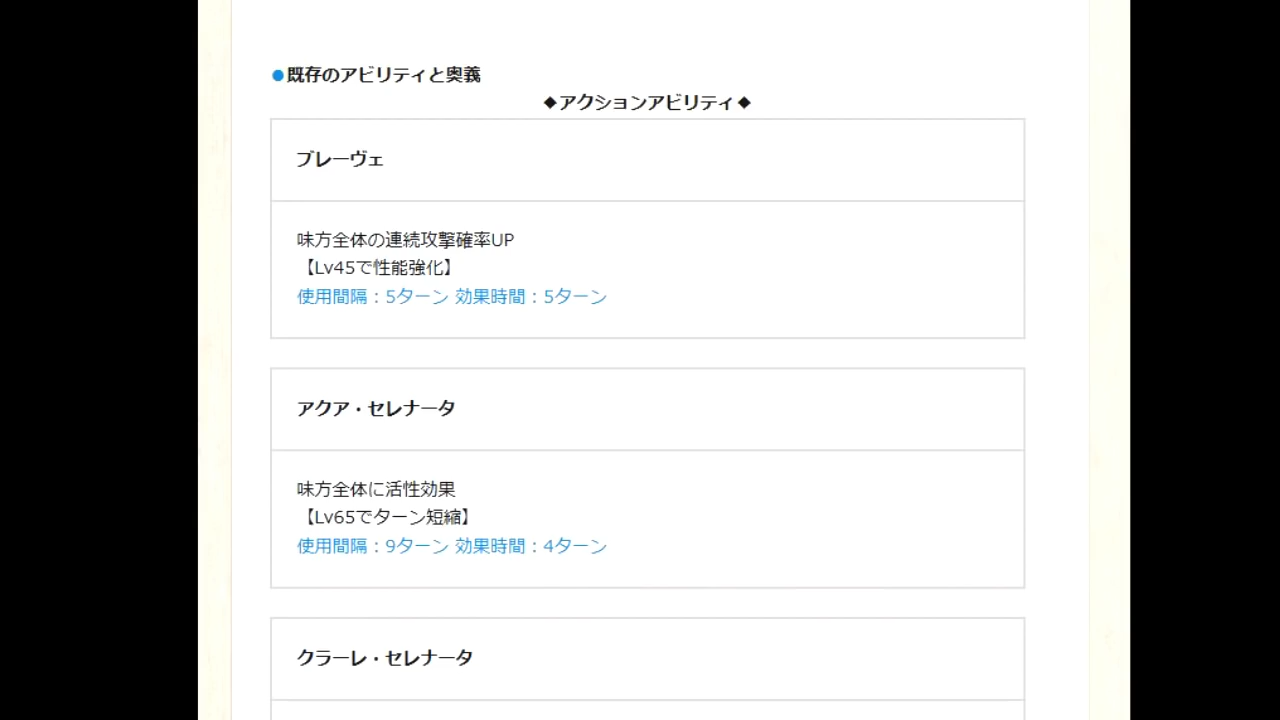 ●既存のアビリティと奥義
◆アクションアビリティ◆
ブレーヴェ
味方全体の連続攻撃確率UP
【Lv45で性能強化】
使用間隔：5ターン 効果時間：5ターン
アクア・セレナータ
味方全体に活性効果
【Lv65でターン短縮】
使用間隔：9ターン 効果時間：4ターン
クラーレ・セレナータ